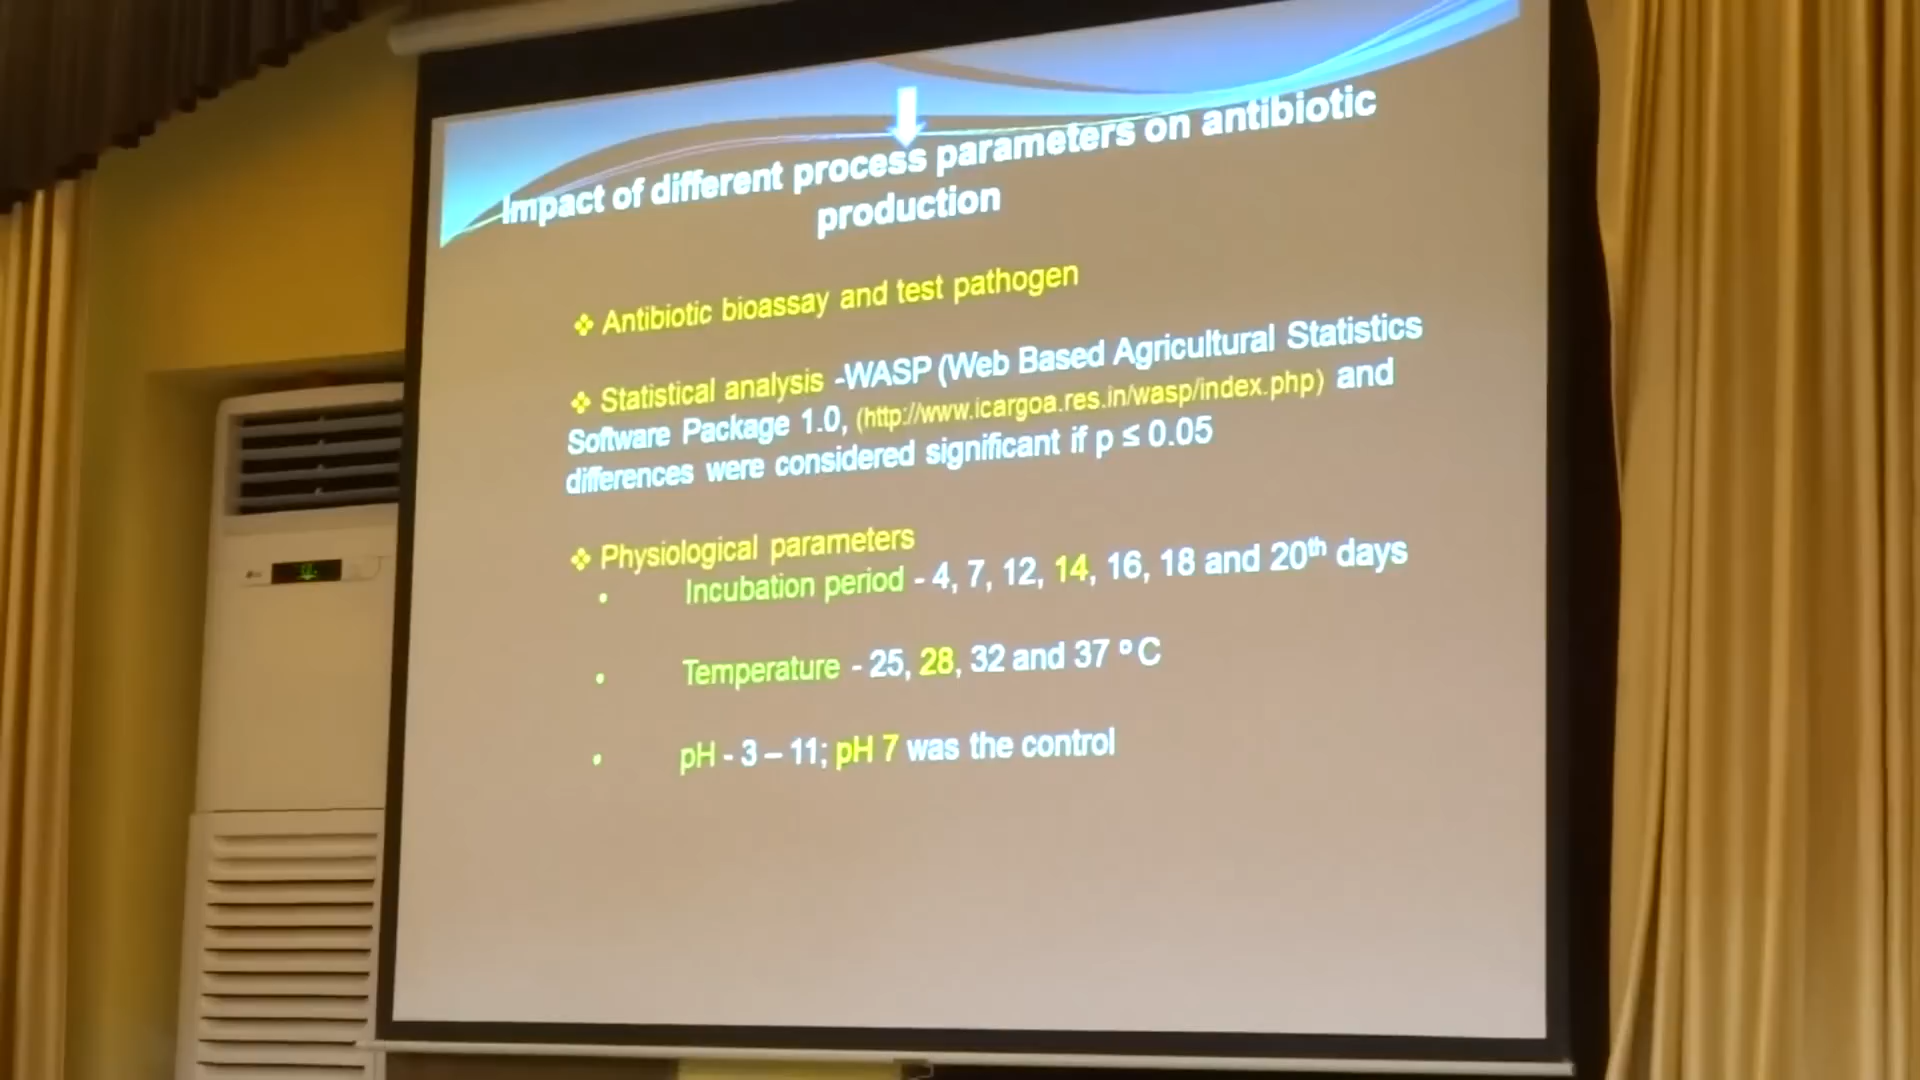 Impact of different process parameters on antibiotic
production
❖ Antibiotic bioassay and test pathogen
❖ Statistical analysis -WASP (Web Based Agricultural Statistics
Software Package 1.0, (http://www.icargoa.res.in/wasp/index.php) and
differences were considered significant if p ≤ 0.05
❖ Physiological parameters
• Incubation period - 4, 7, 12, 14, 16, 18 and 20th days
• Temperature - 25, 28, 32 and 37 °C
• pH - 3 – 11; pH 7 was the control